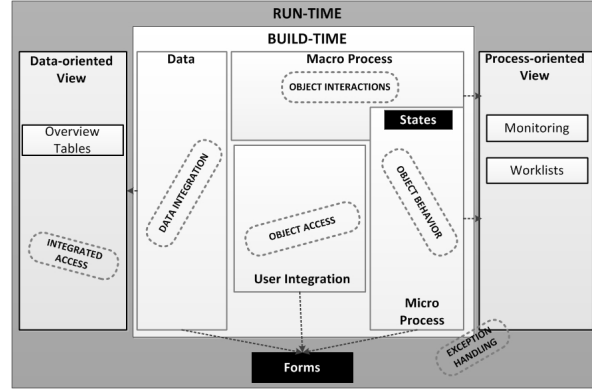 RUN-TIME
BUILD-TIME
Data-oriented
View
Overview
Tables
INTEGRATED
ACCESS
Data
DATA INTEGRATION
Macro Process
OBJECT INTERACTIONS
States
OBJECT BEHAVIOR
Micro
Process
OBJECT ACCESS
User Integration
Process-oriented
View
Monitoring
Worklists
EXCEPTION
HANDLING
Forms